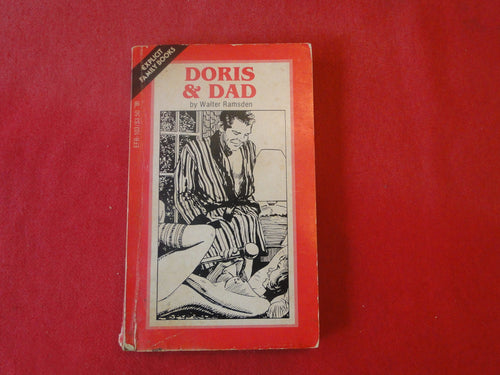 EXPLICIT
FAMILY BOOKS
DORIS
& DAD
by Walter Ramsden